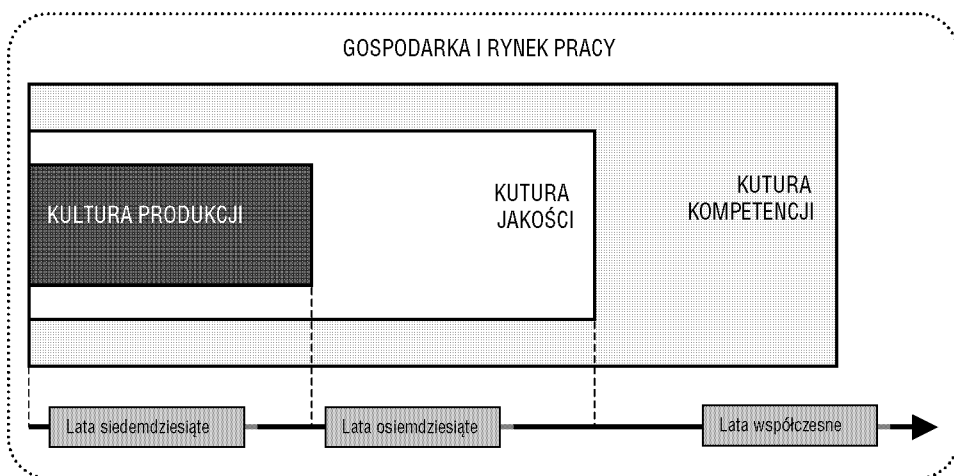 GOSPODARKA I RYNEK PRACY
KULTURA PRODUKCJI
KUTURA
JAKOŚCI
KUTURA
KOMPETENCJI
Lata siedemdziesiąte
Lata osiemdziesiąte
Lata współczesne